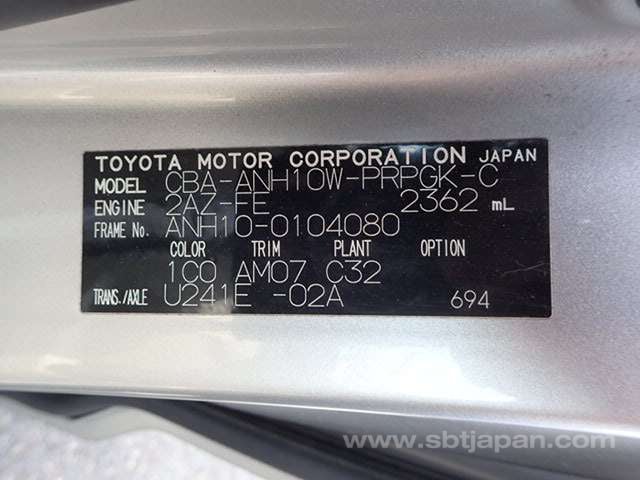 TOYOTA MOTOR CORPORATION JAPAN
MODEL CBA-ANH10W-PRPGK-C
ENGINE 2AZ-FE 2362 mL
FRAME No. ANH10-0104080
COLOR TRIM PLANT OPTION
1C0 AM07 C32
TRANS./AXLE U241E -02A 694
www.sbtjapan.com